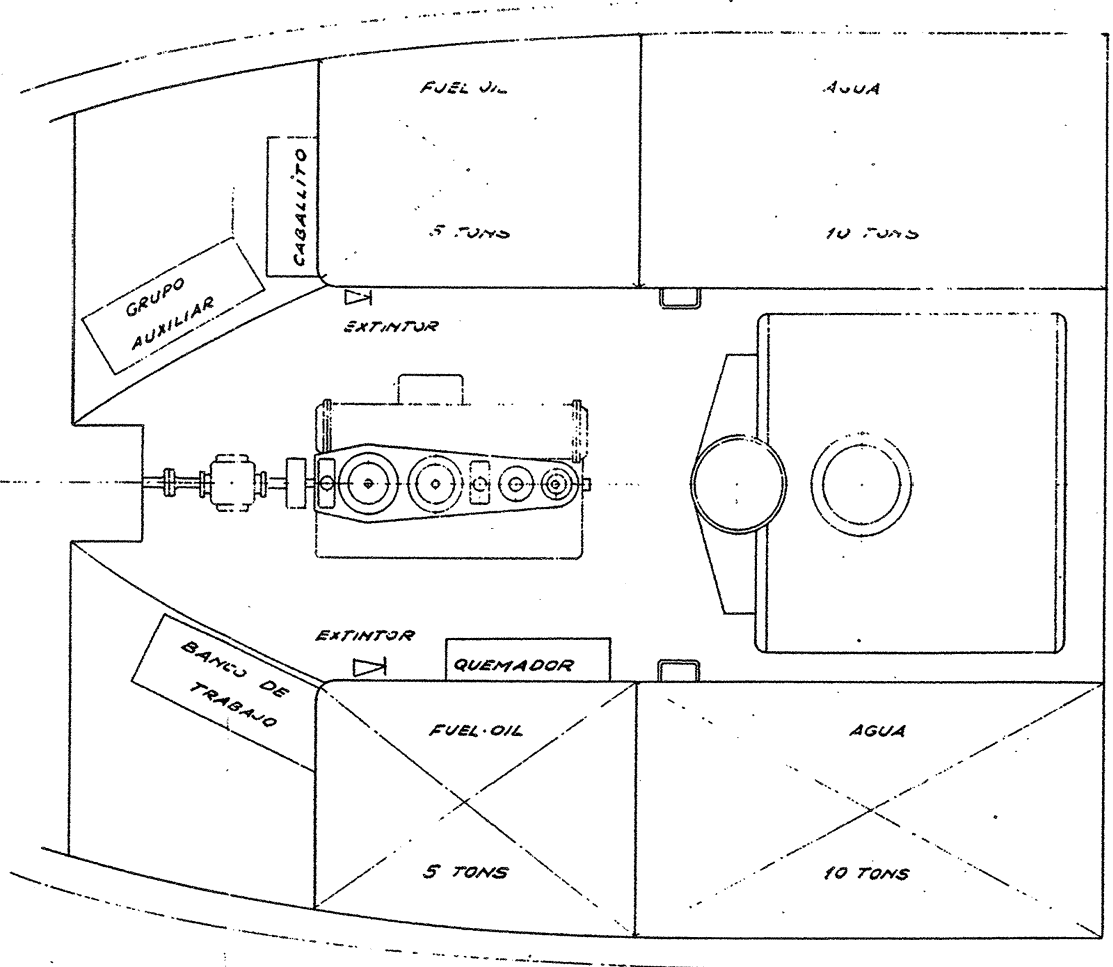 FUEL OIL
AGUA
CABALLITO
5 TONS
10 TONS
GRUPO
AUXILIAR
EXTINTOR
EXTINTOR
QUEMADOR
BANCO DE
TRABAJO
FUEL-OIL
AGUA
5 TONS
10 TONS